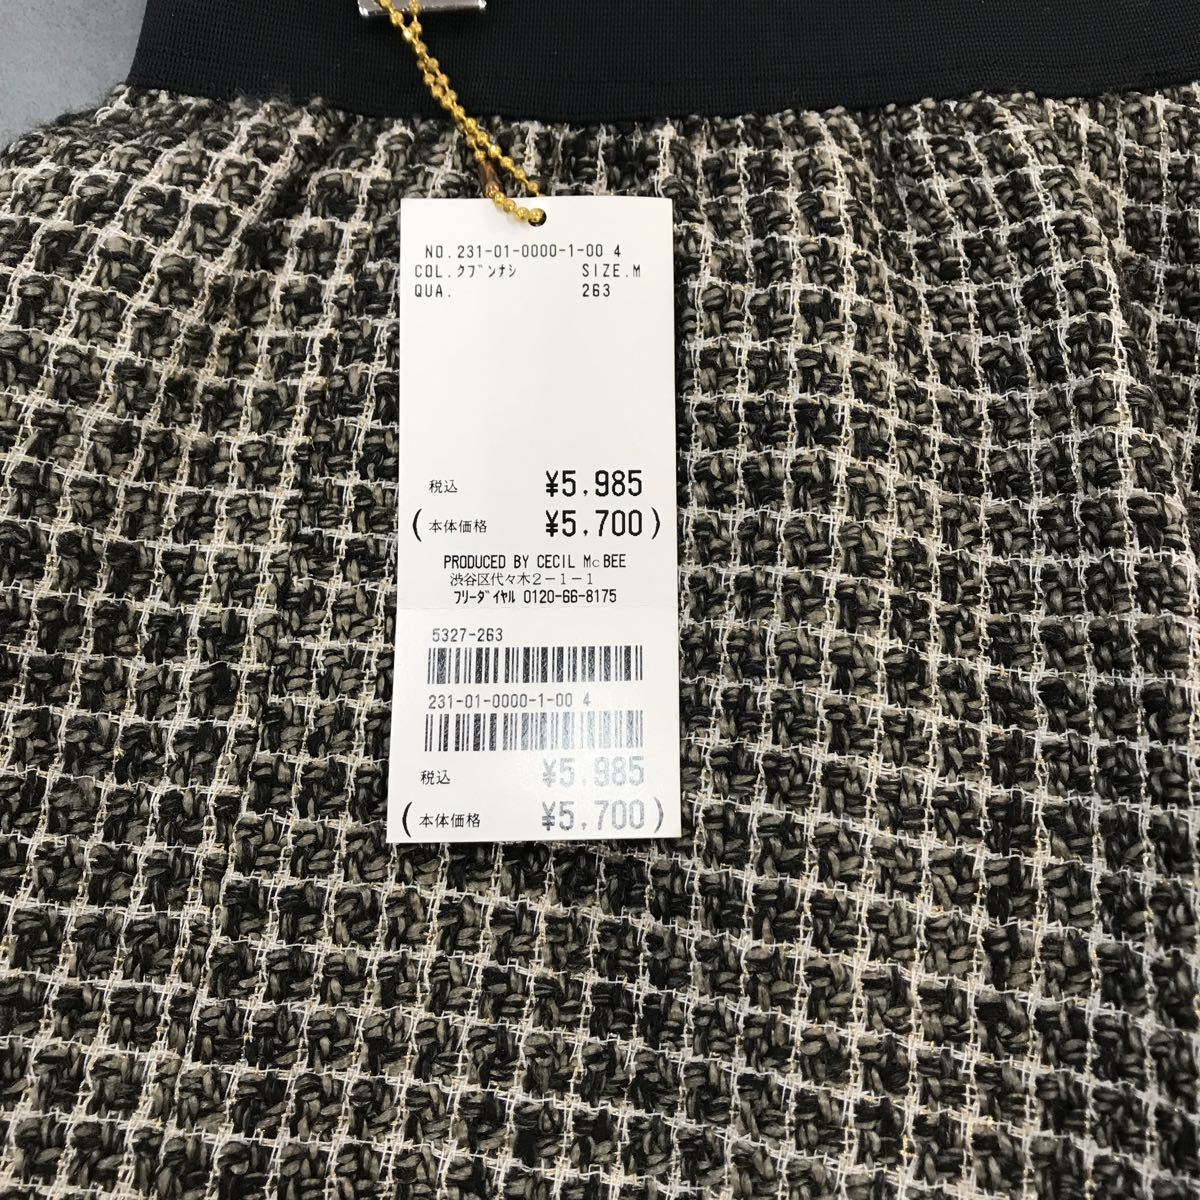 NO.231-01-0000-1-00 4
COL.ｸﾌﾞﾝﾅｼ SIZE.M
QUA. 263
税込 ¥5,985
(本体価格 ¥5,700)
PRODUCED BY CECIL McBEE
渋谷区代々木2-1-1
ﾌﾘｰﾀﾞｲﾔﾙ 0120-66-8175
5327-263
231-01-0000-1-00 4
税込 ¥5,985
(本体価格 ¥5,700)